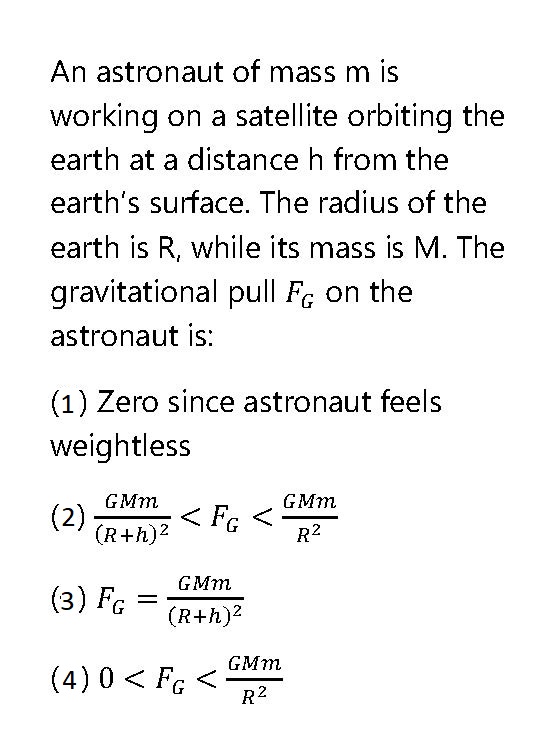 An astronaut of mass m is
working on a satellite orbiting the
earth at a distance h from the
earth's surface. The radius of the
earth is R, while its mass is M. The
gravitational pull $F_G$ on the
astronaut is:
(1) Zero since astronaut feels
weightless
(2) $\frac{GMm}{(R+h)^2} < F_G < \frac{GMm}{R^2}$
(3) $F_G = \frac{GMm}{(R+h)^2}$
(4) $0 < F_G < \frac{GMm}{R^2}$